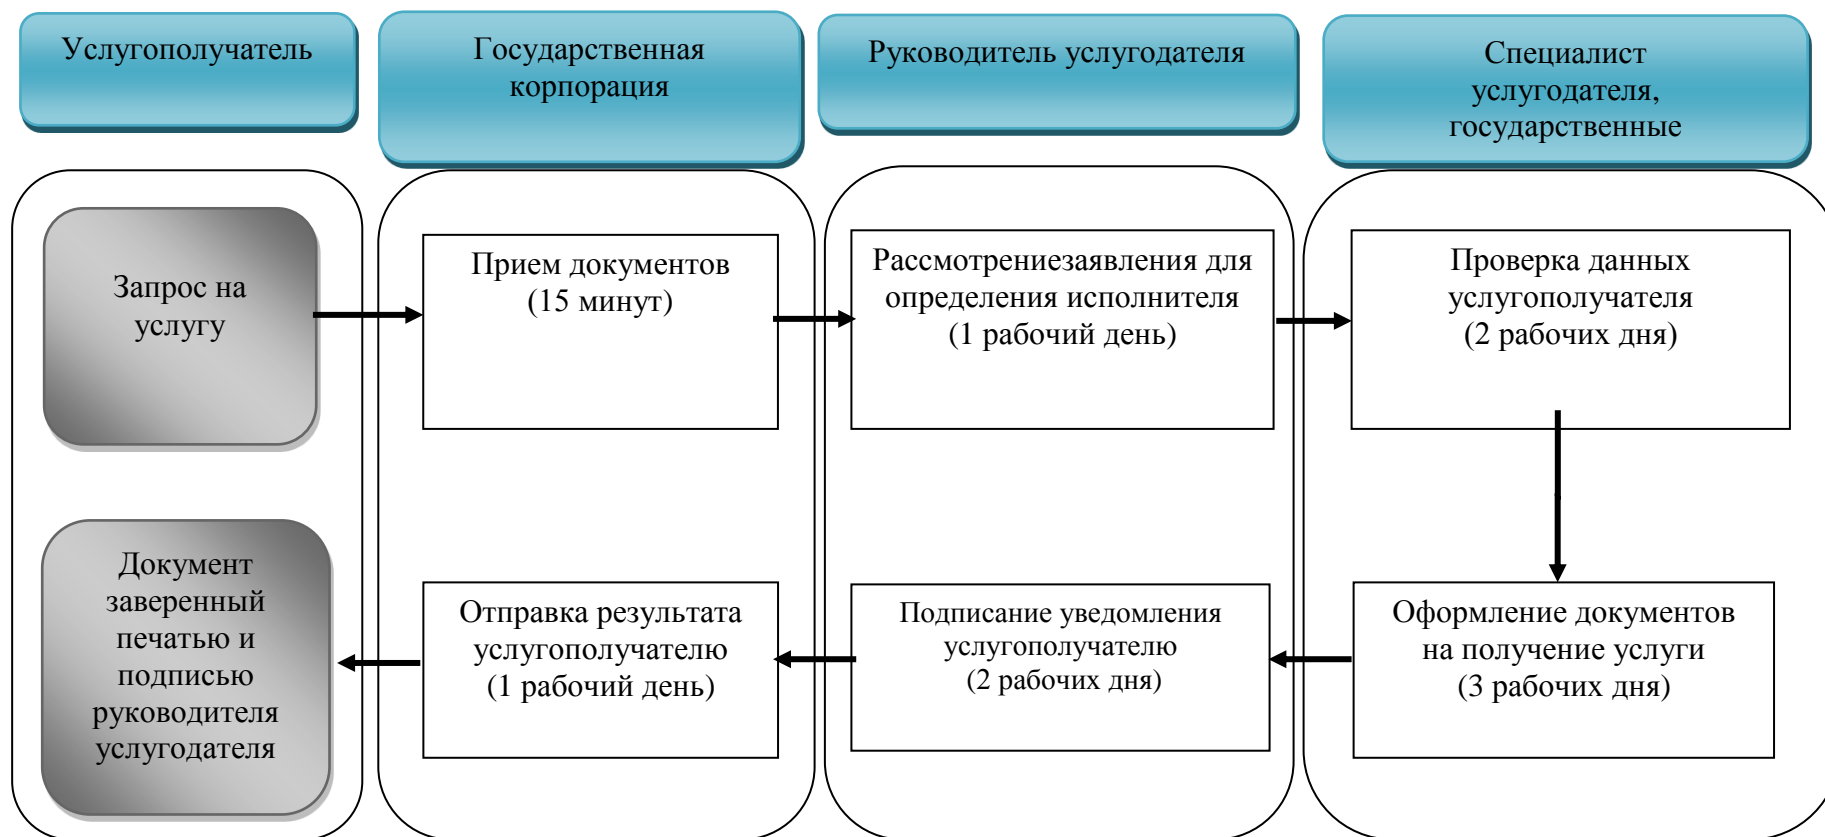 Услугополучатель
Государственная
корпорация
Руководитель услугодателя
Специалист
услугодателя,
государственные
Запрос на
услугу
Прием документов
(15 минут)
Рассмотрениезаявления для
определения исполнителя
(1 рабочий день)
Проверка данных
услугополучателя
(2 рабочих дня)
Документ
заверенный
печатью и
подписью
руководителя
услугодателя
Отправка результата
услугополучателю
(1 рабочий день)
Подписание уведомления
услугополучателю
(2 рабочих дня)
Оформление документов
на получение услуги
(3 рабочих дня)